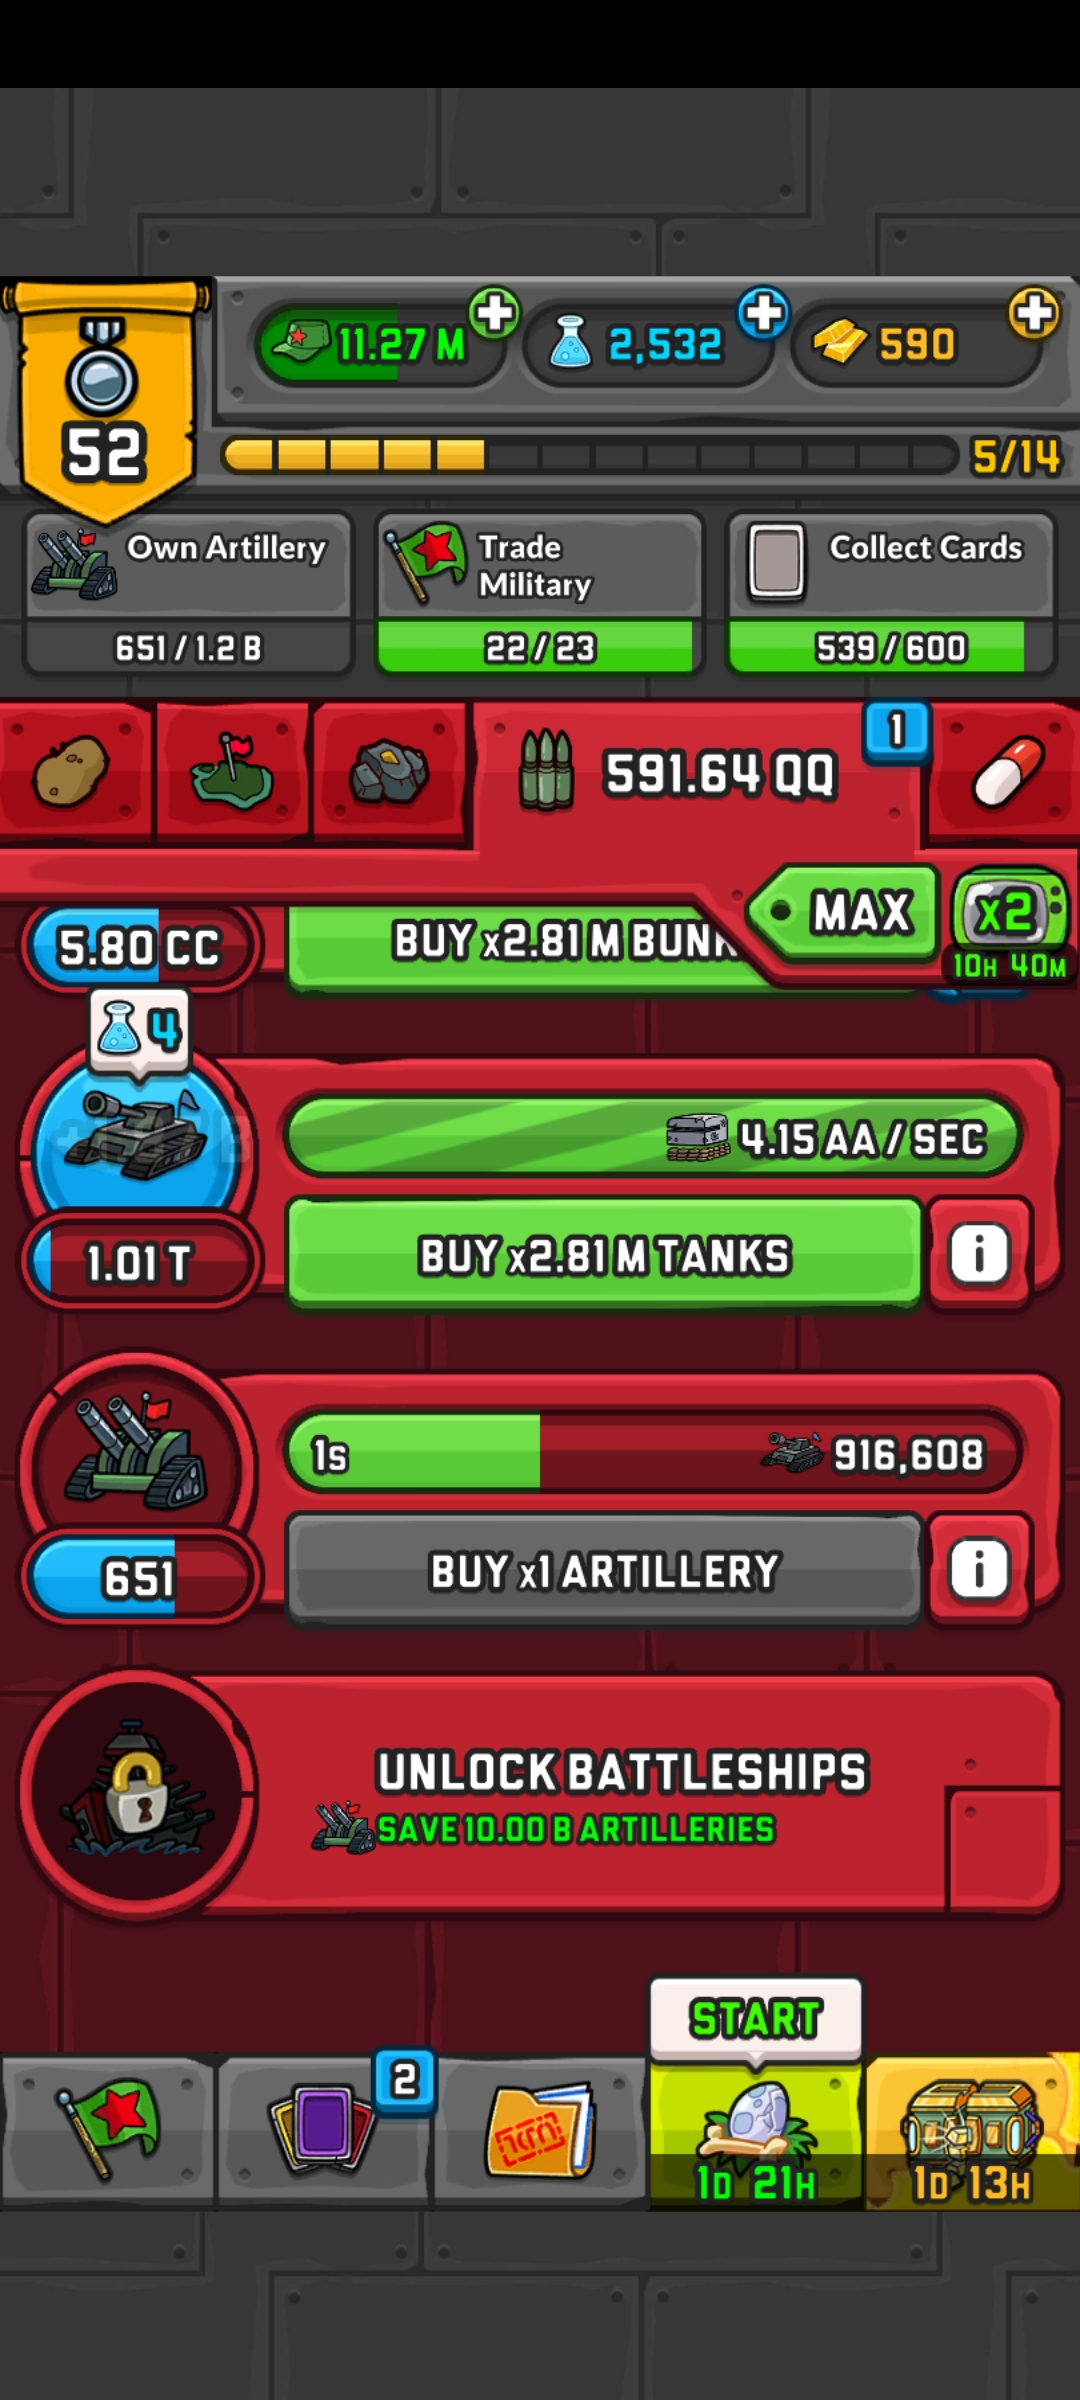 11.27 M
2,532
590
52
5/14
Own Artillery
651 / 1.2 B
Trade
Military
22 / 23
Collect Cards
539 / 600
591.64 QQ
1
MAX
x2
10H 40M
5.80 CC
BUY x2.81 M BUNK
4
4.15 AA / SEC
1.01 T
BUY x2.81 M TANKS
i
1s
916,608
651
BUY x1 ARTILLERY
i
UNLOCK BATTLESHIPS
SAVE 10.00 B ARTILLERIES
START
2
1D 21H
1D 13H